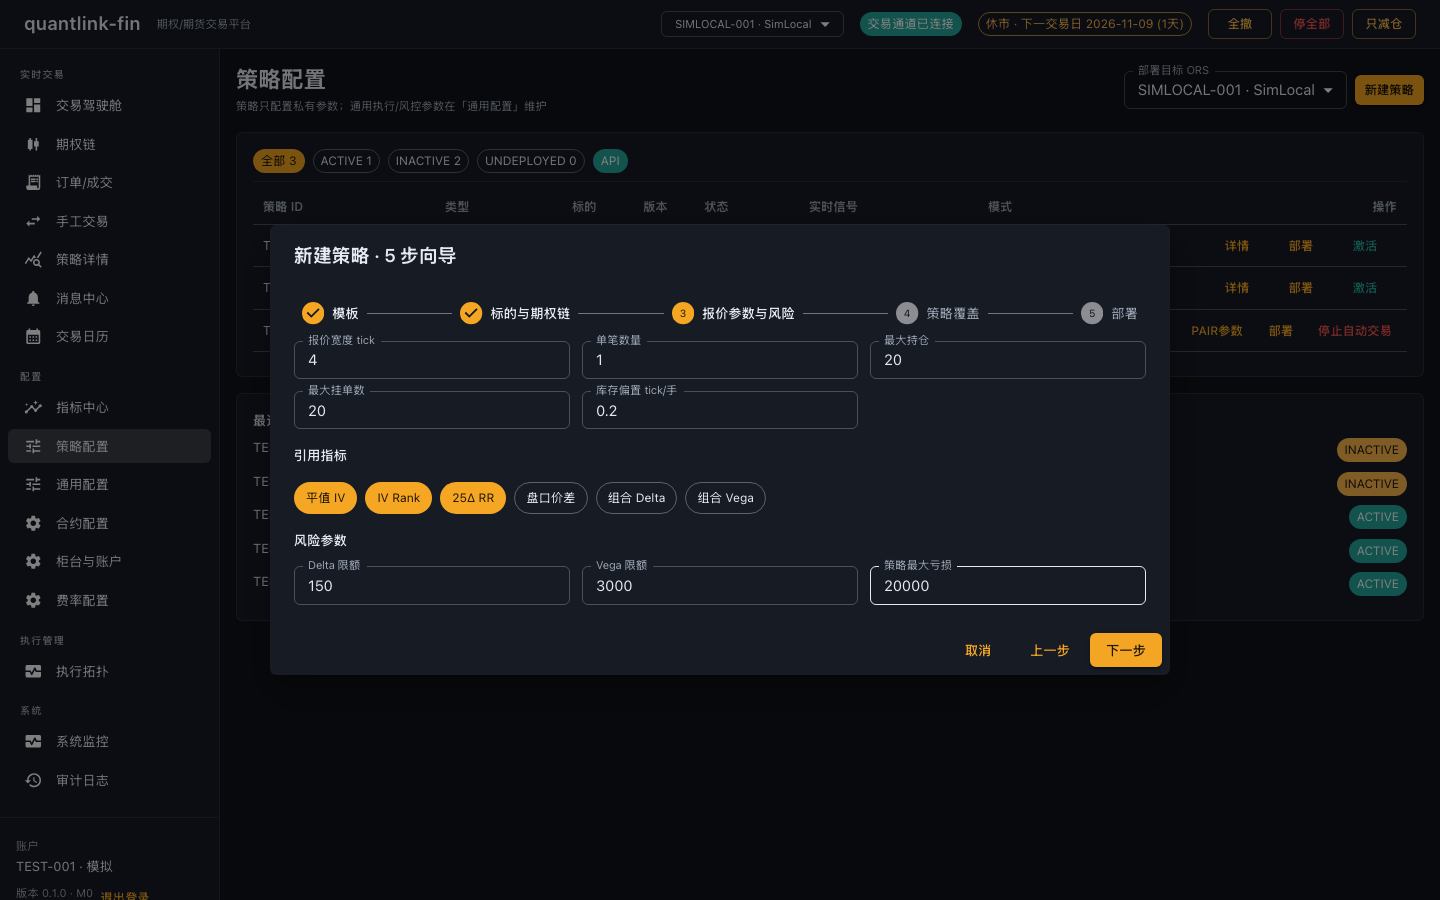 quantlink-fin 期权/期货交易平台 SIMLOCAL-001 · SimLocal 交易通道已连接 休市 · 下一交易日 2026-11-09 (1天) 全撤 停全部 只减仓
实时交易
交易驾驶舱
期权链
订单/成交
手工交易
策略详情
消息中心
交易日历
配置
指标中心
策略配置
通用配置
合约配置
柜台与账户
费率配置
执行管理
执行拓扑
系统
系统监控
审计日志
账户
TEST-001 · 模拟
版本 0.1.0 · M0 退出登录
策略配置
策略只配置私有参数；通用执行/风控参数在「通用配置」维护
部署目标 ORS
SIMLOCAL-001 · SimLocal
新建策略
全部 3 ACTIVE 1 INACTIVE 2 UNDEPLOYED 0 API
策略 ID 类型 标的 版本 状态 实时信号 模式 操作
T 详情 部署 激活
T 详情 部署 激活
T PAIR参数 部署 停止自动交易
TE INACTIVE
TE INACTIVE
TE ACTIVE
TE ACTIVE
TE ACTIVE
新建策略 · 5 步向导
模板 标的与期权链 3 报价参数与风险 4 策略覆盖 5 部署
报价宽度 tick 单笔数量 最大持仓
4 1 20
最大挂单数 库存偏置 tick/手
20 0.2
引用指标
平值 IV IV Rank 25Δ RR 盘口价差 组合 Delta 组合 Vega
风险参数
Delta 限额 Vega 限额 策略最大亏损
150 3000 20000
取消 上一步 下一步